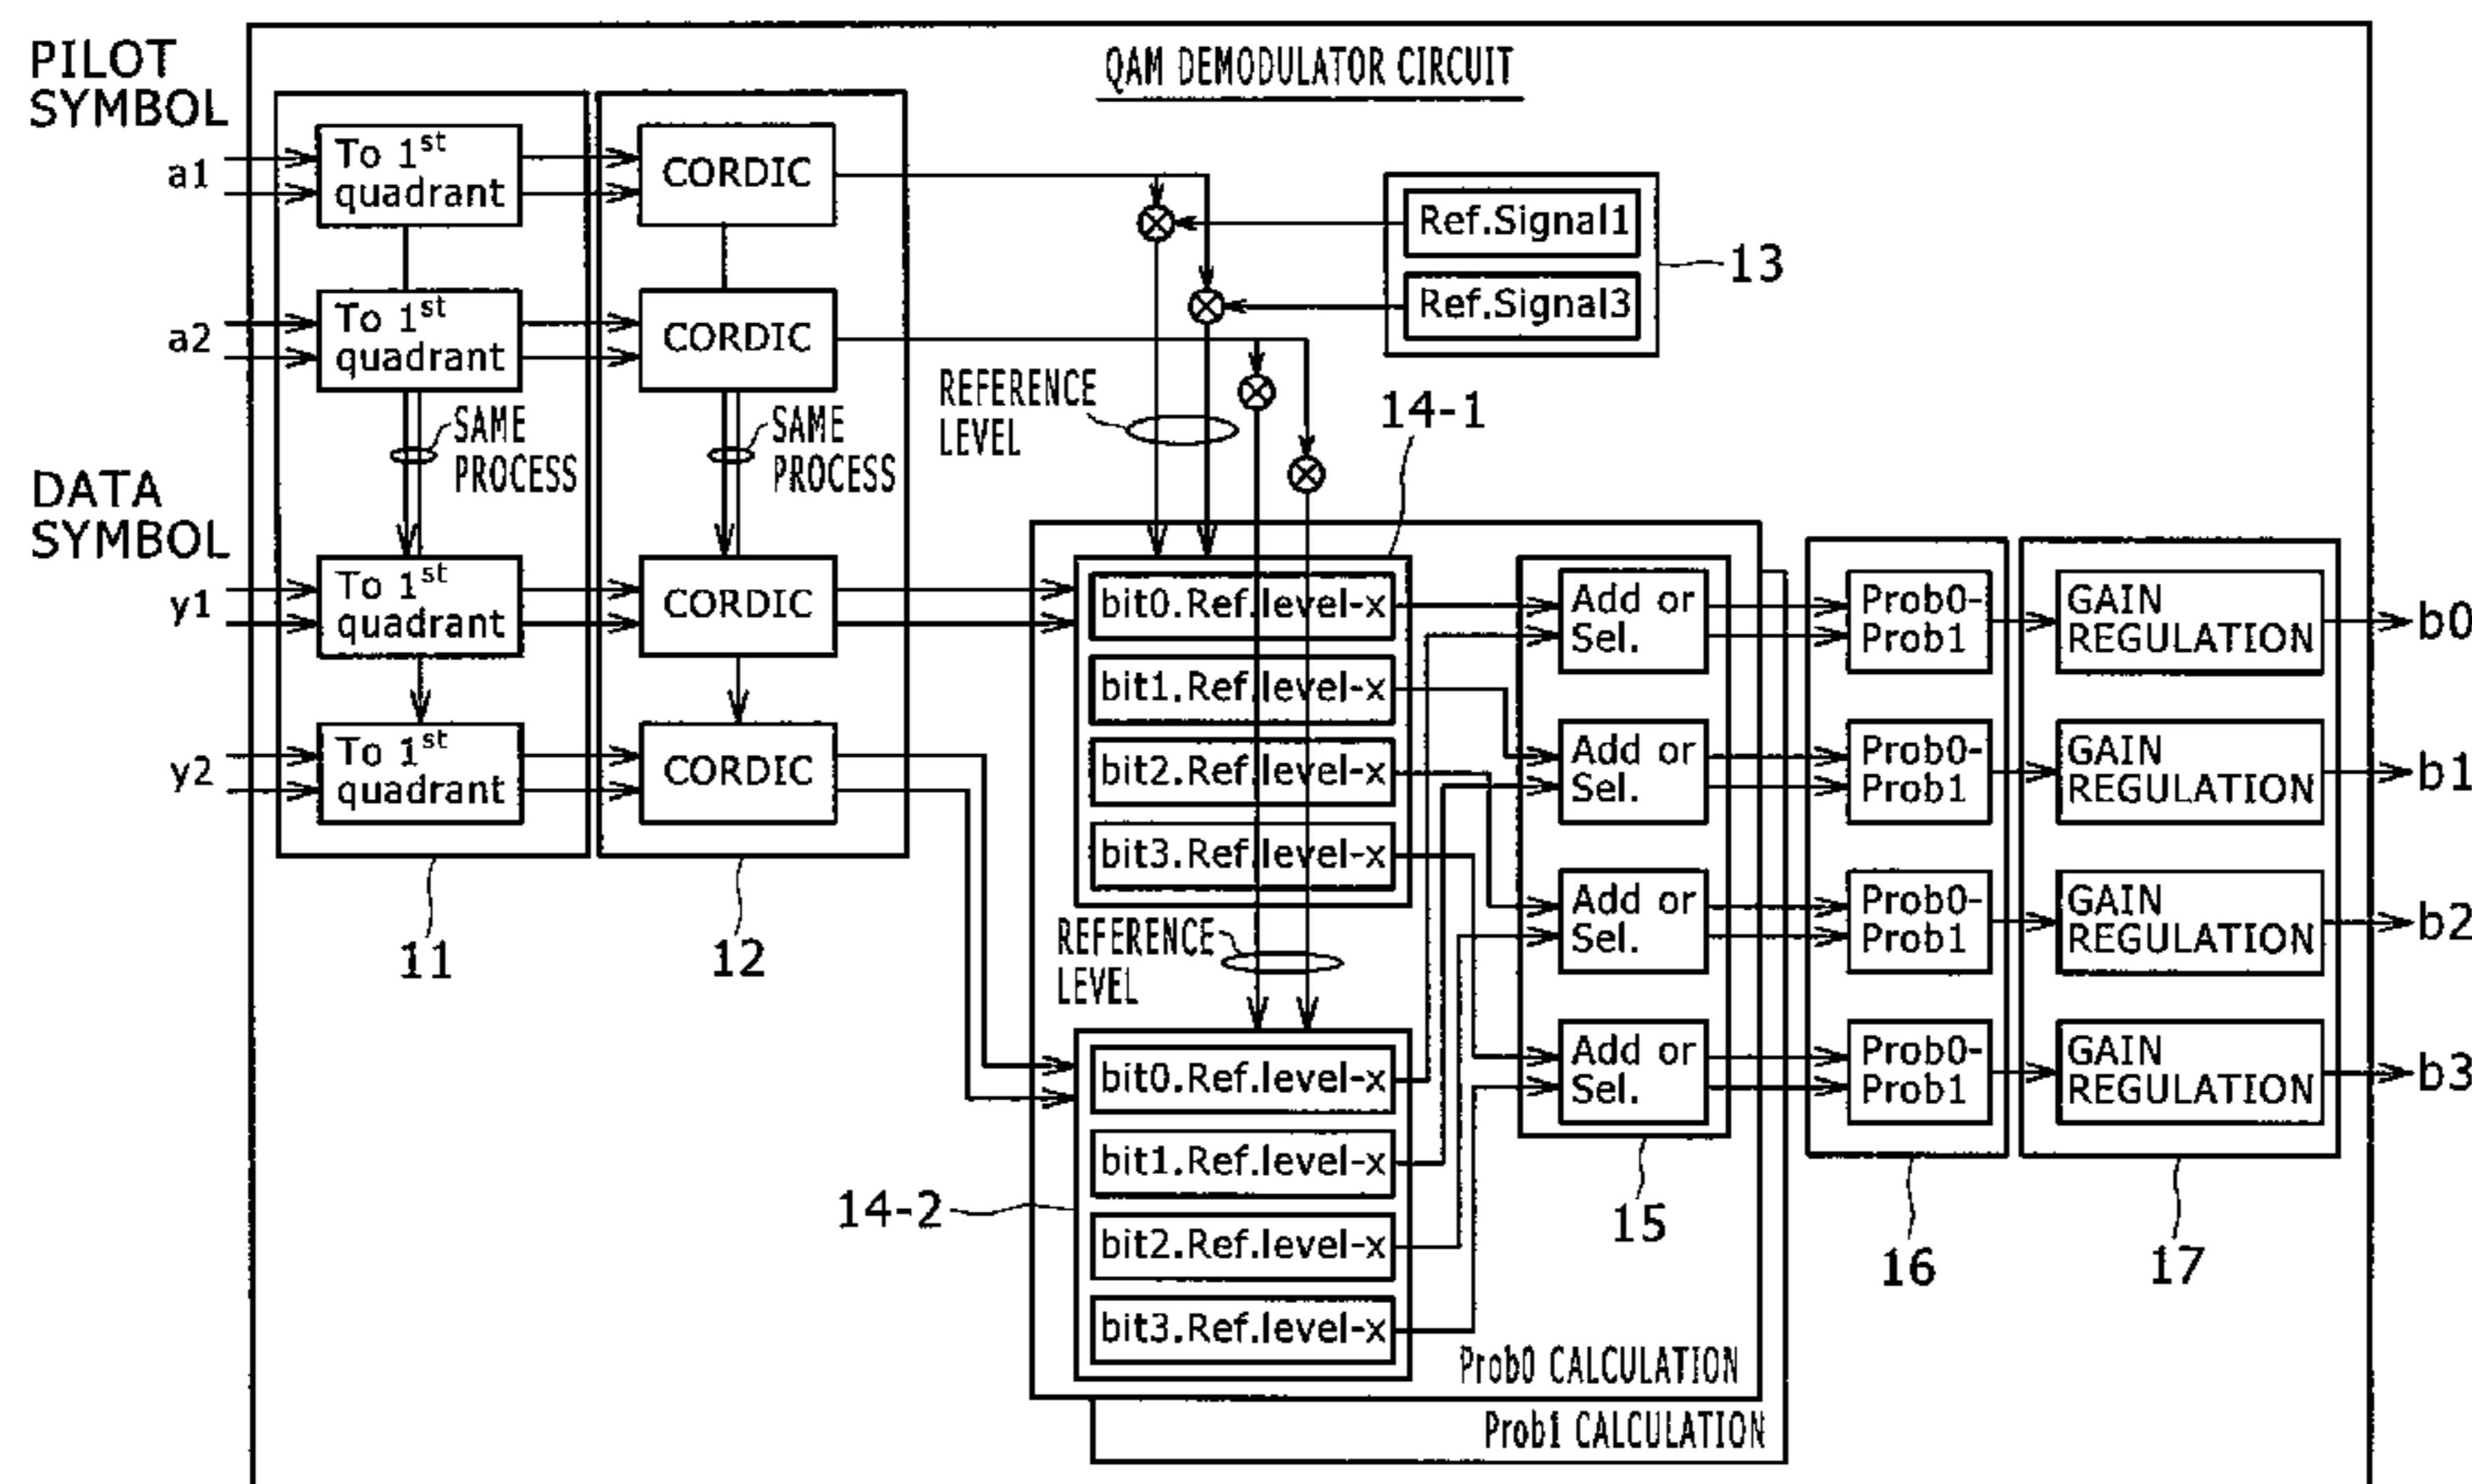 QAM DEMODULATOR CIRCUIT
PILOT
SYMBOL
a1
a2
DATA
SYMBOL
y1
y2
To 1st
quadrant
To 1st
quadrant
SAME
PROCESS
To 1st
quadrant
To 1st
quadrant
11
CORDIC
CORDIC
SAME
PROCESS
CORDIC
CORDIC
12
Ref.Signal1
Ref.Signal3
13
REFERENCE
LEVEL
14-1
bit0.Ref.level-x
bit1.Ref.level-x
bit2.Ref.level-x
bit3.Ref.level-x
REFERENCE
LEVEL
bit0.Ref.level-x
bit1.Ref.level-x
bit2.Ref.level-x
bit3.Ref.level-x
14-2
Add or
Sel.
Add or
Sel.
Add or
Sel.
Add or
Sel.
15
Prob0 CALCULATION
Prob1 CALCULATION
Prob0-
Prob1
Prob0-
Prob1
Prob0-
Prob1
Prob0-
Prob1
16
GAIN
REGULATION
GAIN
REGULATION
GAIN
REGULATION
GAIN
REGULATION
17
b0
b1
b2
b3